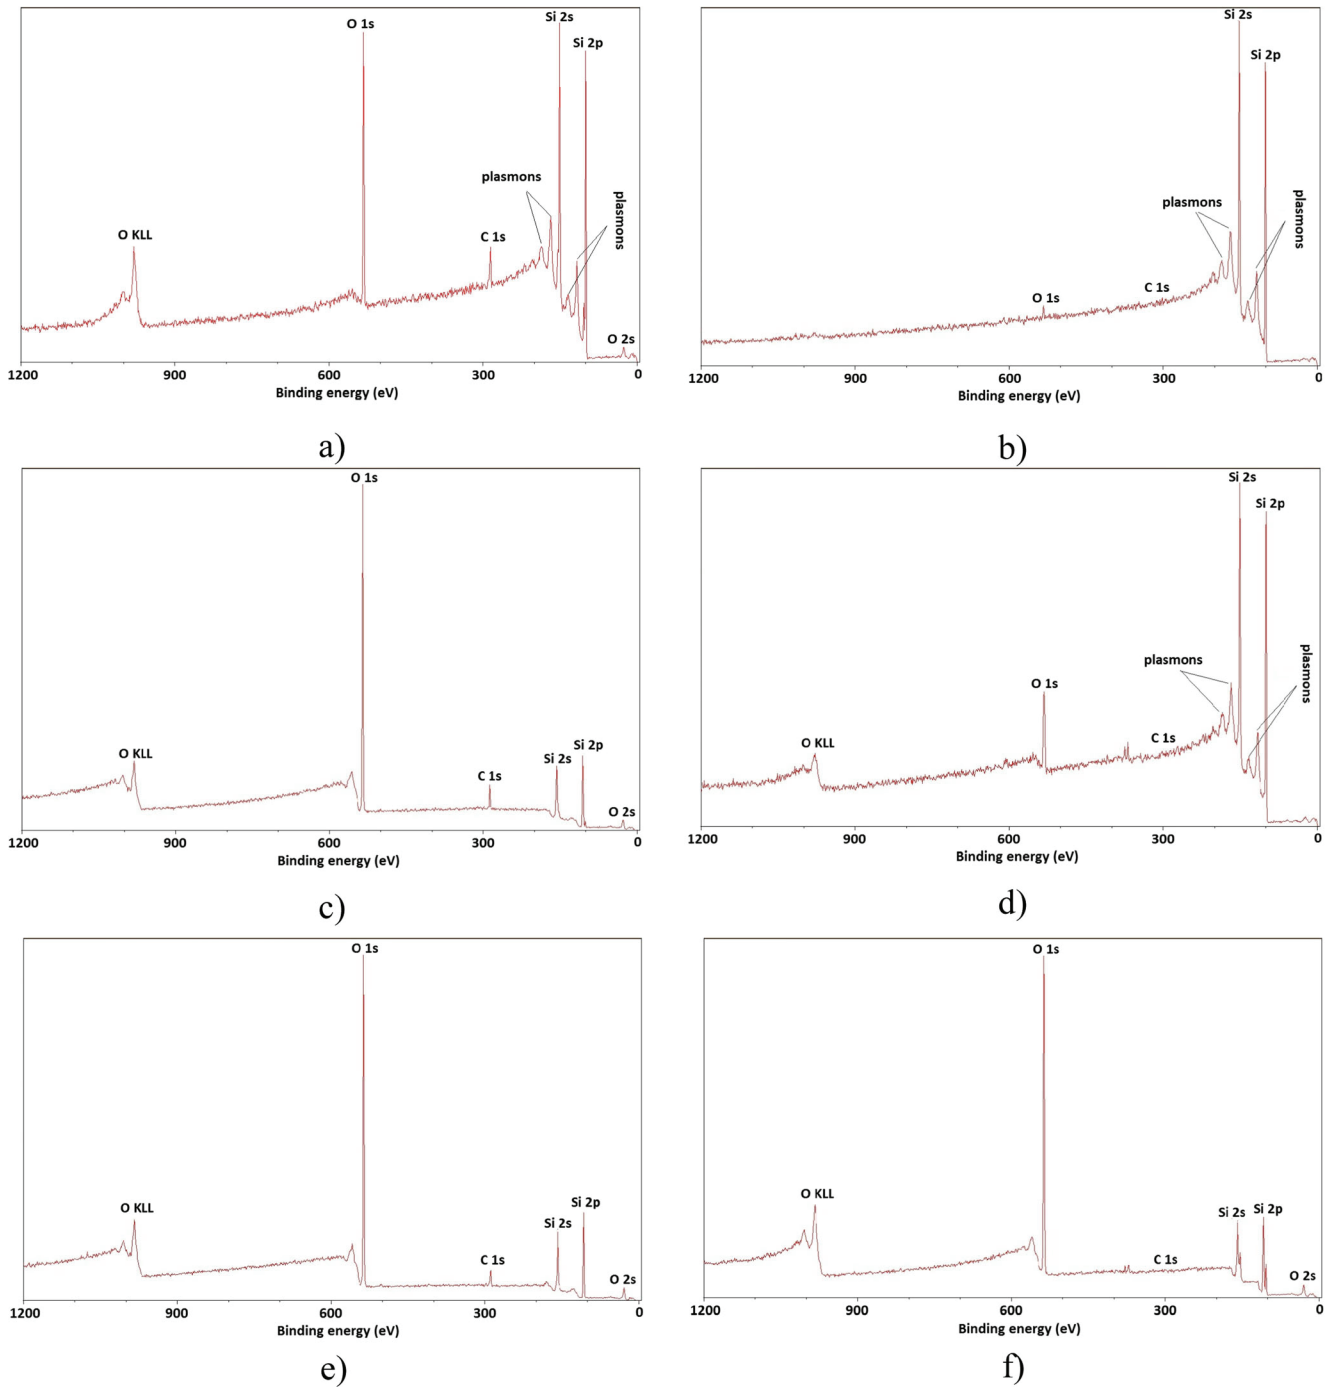 O 1s
Si 2s
Si 2p
plasmons
plasmons
O KLL
C 1s
O 2s
1200
900
600
300
0
Binding energy (eV)
a)
Si 2s
Si 2p
plasmons
plasmons
C 1s
O 1s
1200
900
600
300
0
Binding energy (eV)
b)
O 1s
O KLL
Si 2p
Si 2s
C 1s
O 2s
1200
900
600
300
0
Binding energy (eV)
c)
Si 2s
Si 2p
plasmons
plasmons
O 1s
C 1s
O KLL
1200
900
600
300
0
Binding energy (eV)
d)
O 1s
O KLL
Si 2p
Si 2s
C 1s
O 2s
1200
900
600
300
0
Binding energy (eV)
e)
O 1s
O KLL
Si 2s
Si 2p
C 1s
O 2s
1200
900
600
300
0
Binding energy (eV)
f)